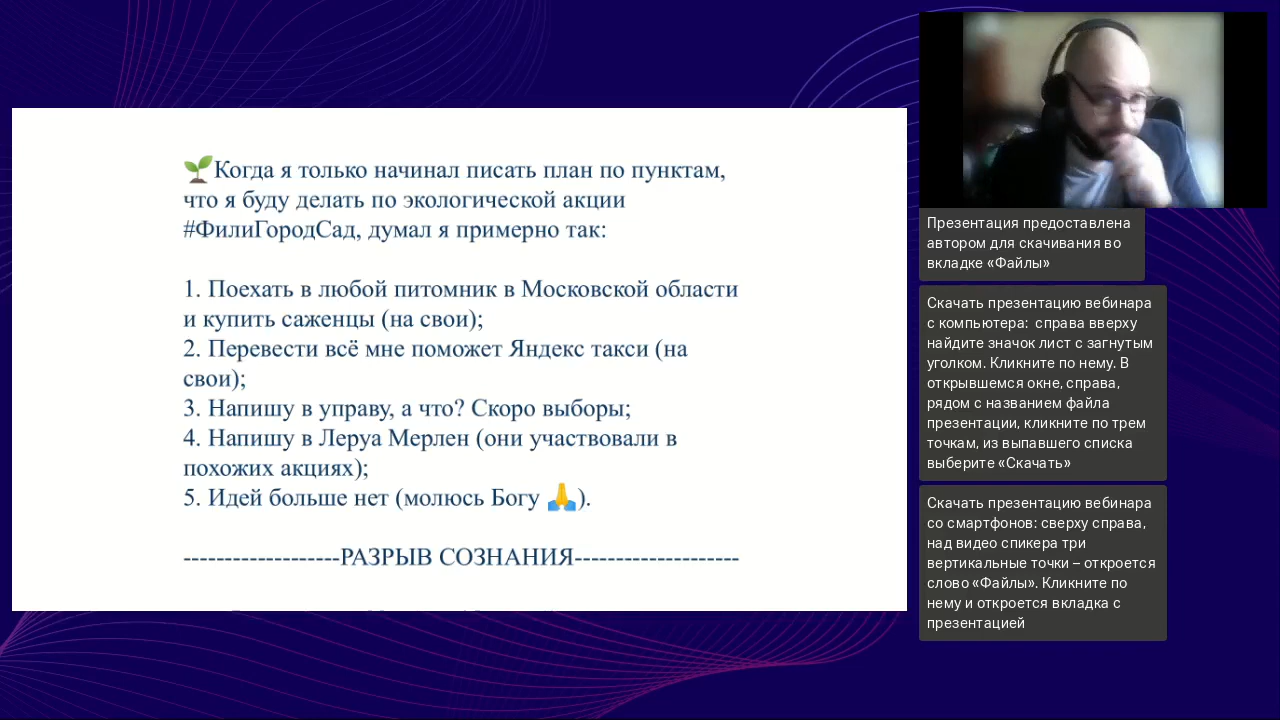 🌱Когда я только начинал писать план по пунктам,
что я буду делать по экологической акции
#ФилиГородСад, думал я примерно так:
1. Поехать в любой питомник в Московской области
и купить саженцы (на свои);
2. Перевести всё мне поможет Яндекс такси (на
свои);
3. Напишу в управу, а что? Скоро выборы;
4. Напишу в Леруа Мерлен (они участвовали в
похожих акциях);
5. Идей больше нет (молюсь Богу 🙏).
-------------------РАЗРЫВ СОЗНАНИЯ--------------------
Презентация предоставлена
автором для скачивания во
вкладке «Файлы»
Скачать презентацию вебинара
с компьютера: справа вверху
найдите значок лист с загнутым
уголком. Кликните по нему. В
открывшемся окне, справа,
рядом с названием файла
презентации, кликните по трем
точкам, из выпавшего списка
выберите «Скачать»
Скачать презентацию вебинара
со смартфонов: сверху справа,
над видео спикера три
вертикальные точки – откроется
слово «Файлы». Кликните по
нему и откроется вкладка с
презентацией